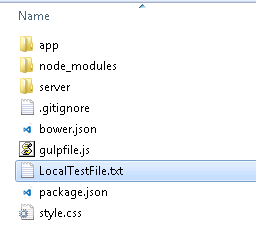 Name
app
node_modules
server
.gitignore
bower.json
gulpfile.js
LocalTestFile.txt
package.json
style.css